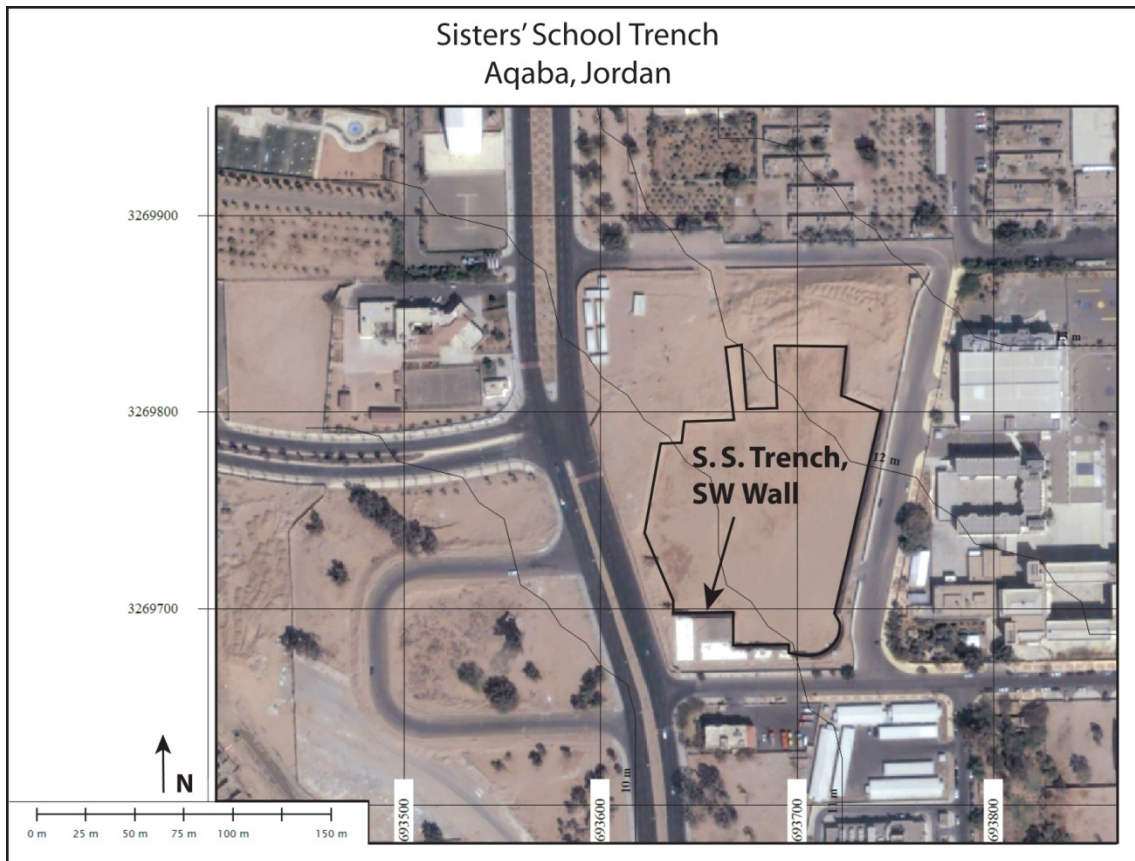 Sisters' School Trench
Aqaba, Jordan
3269900
3269800
3269700
13 m
12 m
S. S. Trench,
SW Wall
10 m
11 m
N
0 m 25 m 50 m 75 m 100 m 150 m
693500
693600
693700
693800